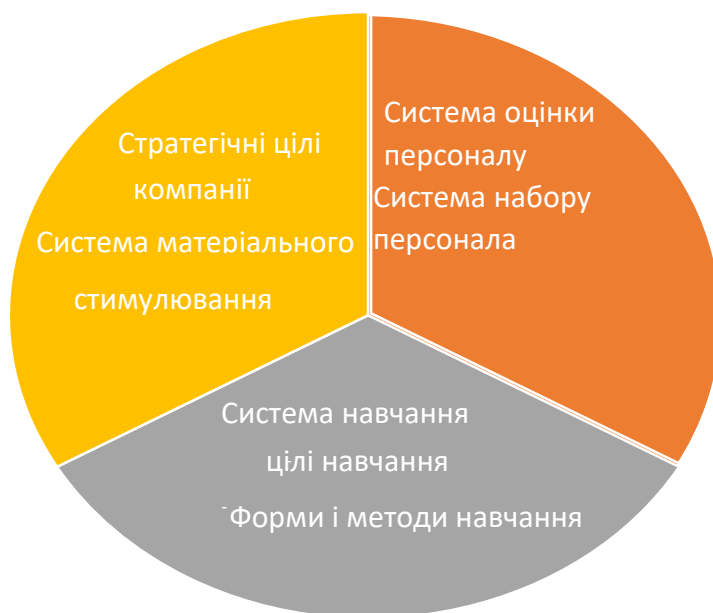 Стратегічні цілі
компанії
Система матеріального
стимулювання
Система оцінки
персоналу
Система набору
персонала
Система навчання
цілі навчання
Форми і методи навчання